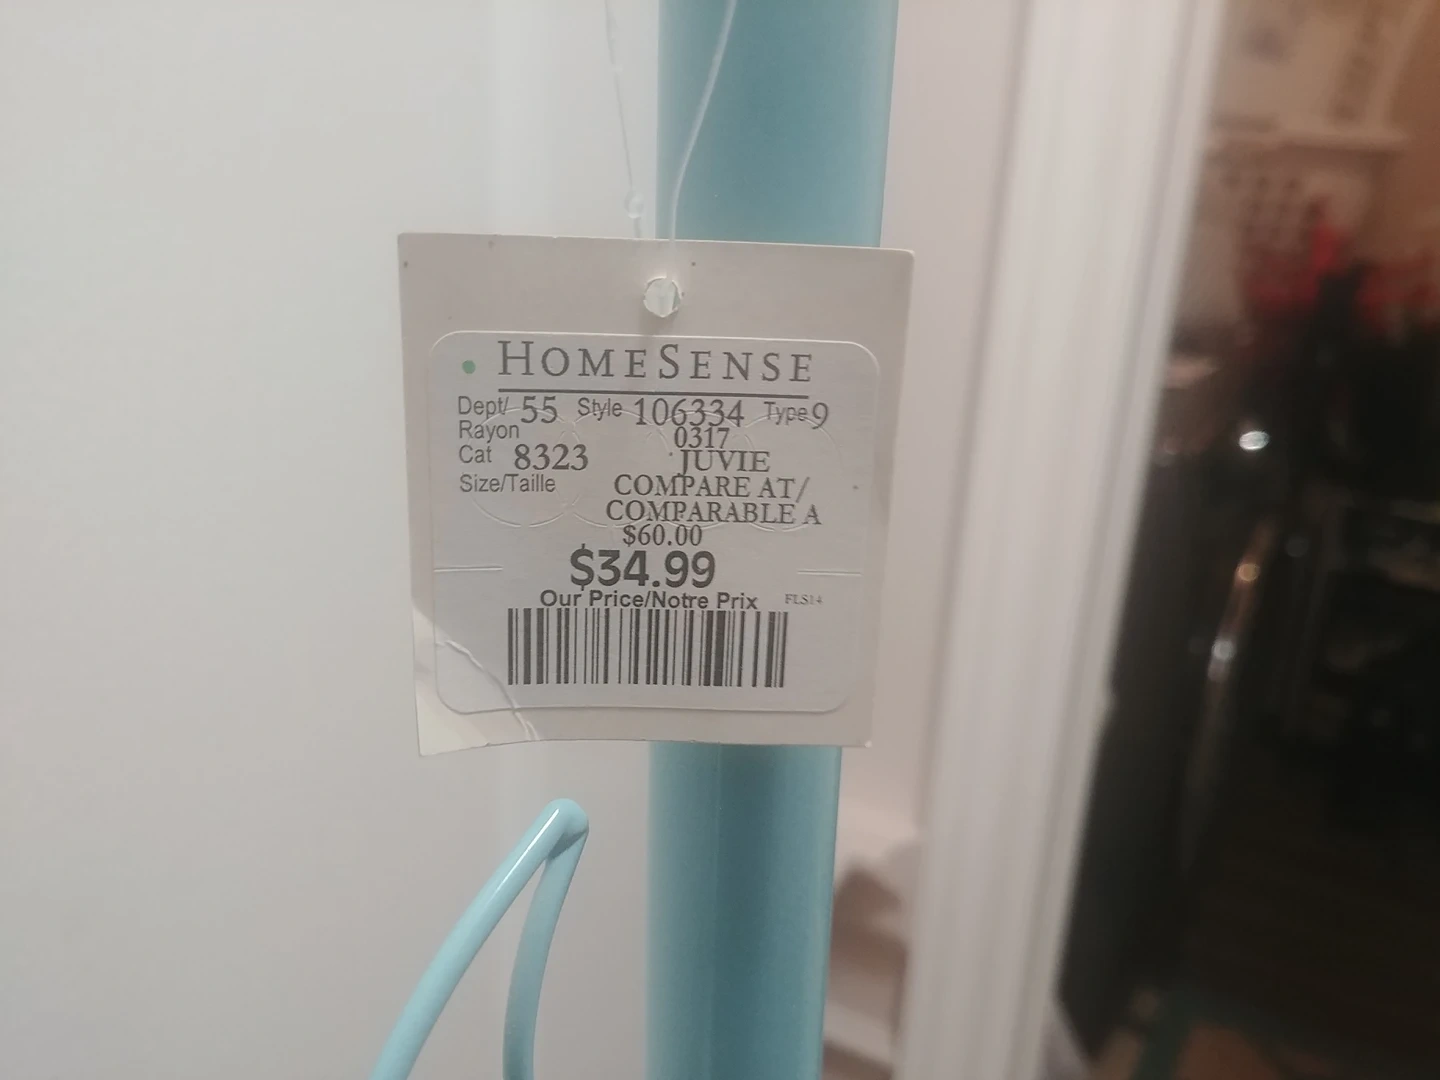 HOMESENSE
Dept/ 55 Style 106334 Type 9
Rayon 0317
Cat 8323 JUVIE
Size/Taille COMPARE AT/
COMPARABLE A
$60.00
$34.99
Our Price/Notre Prix FLS14